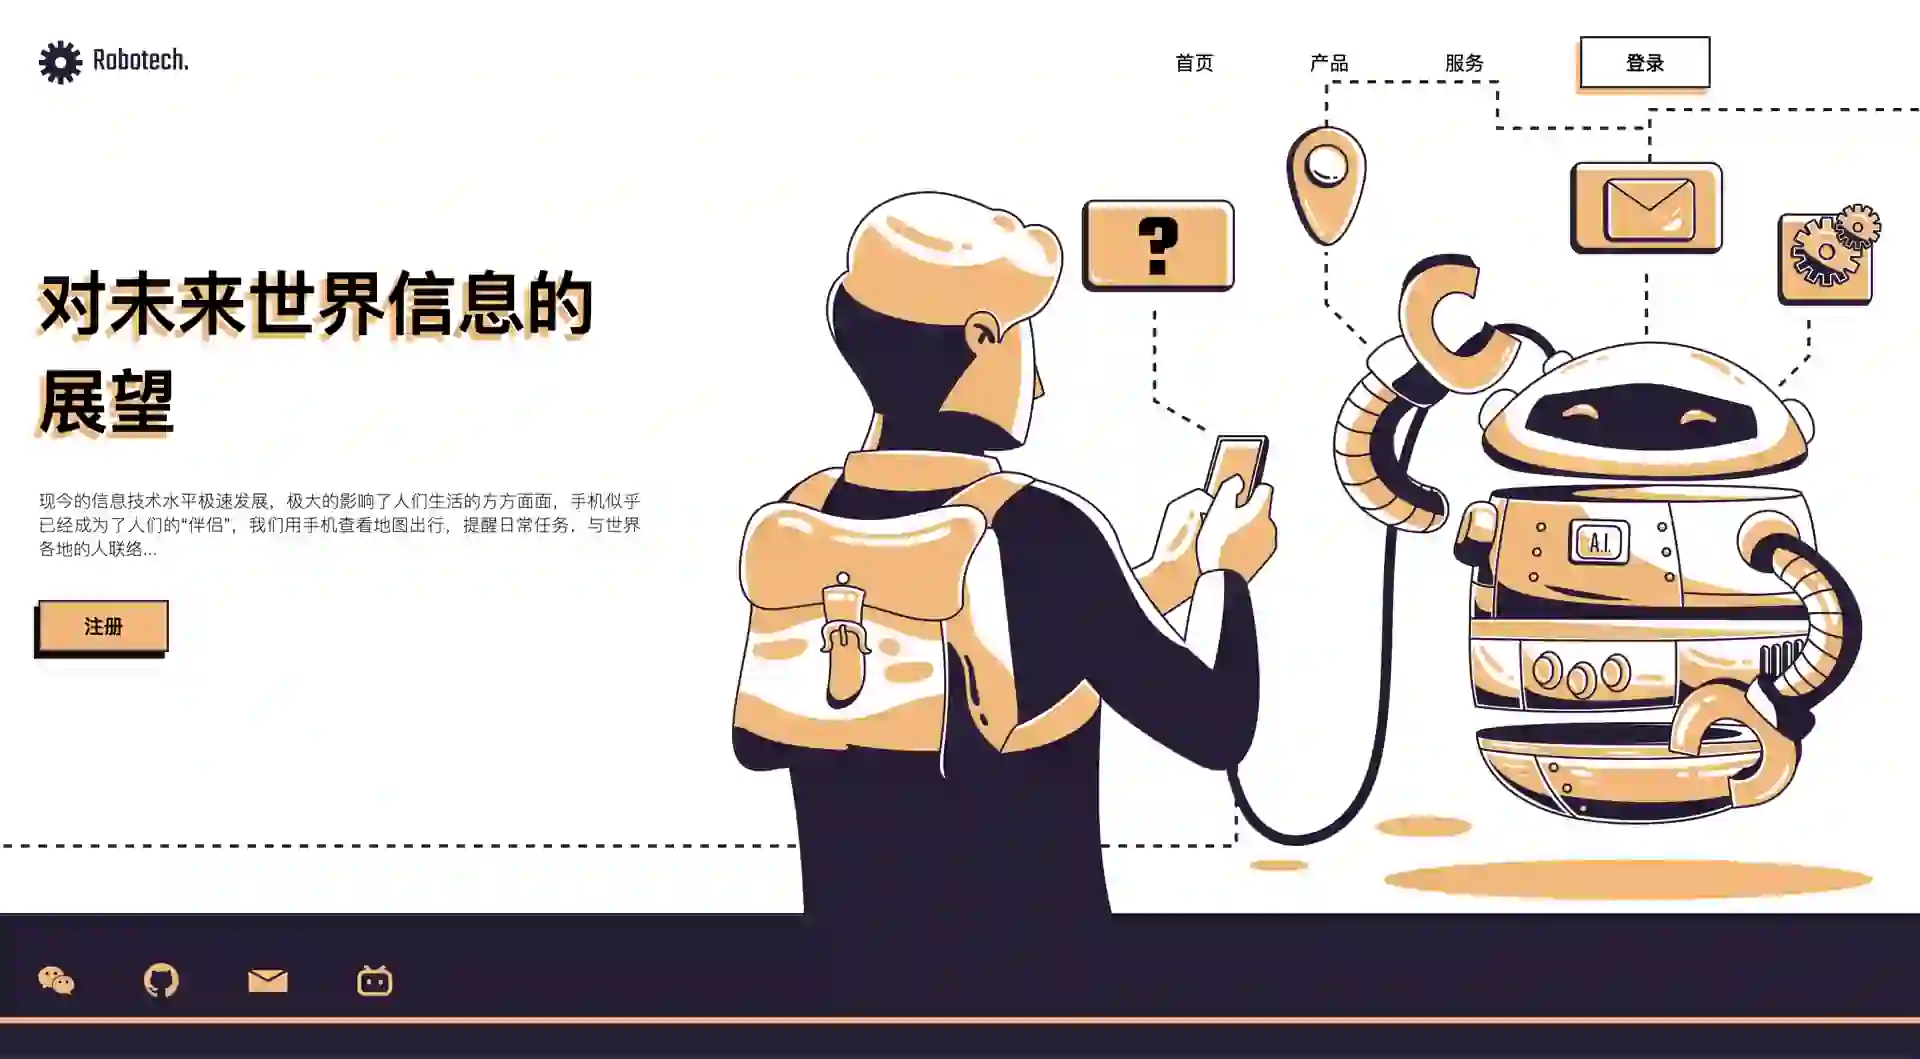 Robotech.
首页
产品
服务
登录
?
对未来世界信息的
展望
现今的信息技术水平极速发展，极大的影响了人们生活的方方面面，手机似乎
已经成为了人们的“伴侣”，我们用手机查看地图出行，提醒日常任务，与世界
各地的人联络...
A.I.
注册